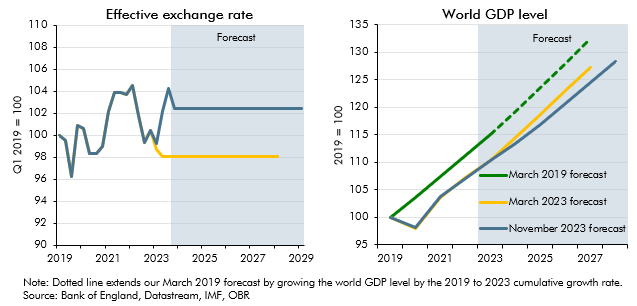 Effective exchange rate
110
108
106
104
102
100
98
96
94
92
90
Q1 2019 = 100
Forecast
2019
2021
2023
2025
2027
2029
World GDP level
135
130
125
120
115
110
105
100
95
2019 = 100
Forecast
March 2019 forecast
March 2023 forecast
November 2023 forecast
2019
2021
2023
2025
2027
Note: Dotted line extends our March 2019 forecast by growing the world GDP level by the 2019 to 2023 cumulative growth rate.
Source: Bank of England, Datastream, IMF, OBR